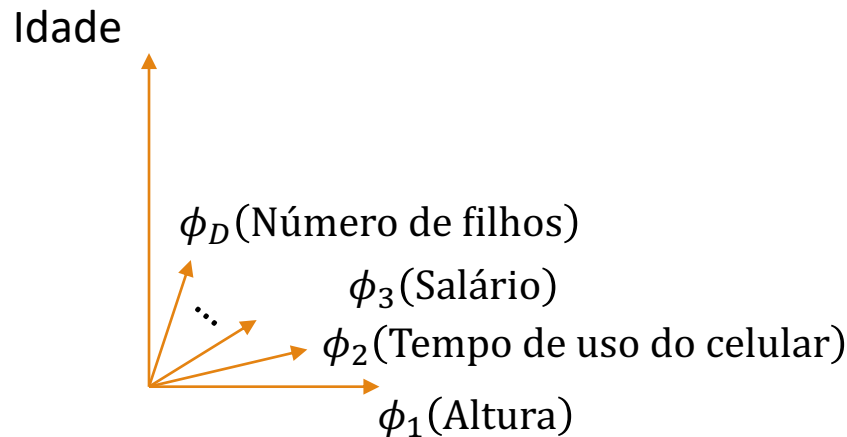 Idade
ϕ_D(Número de filhos)
⋱
ϕ_3(Salário)
ϕ_2(Tempo de uso do celular)
ϕ_1(Altura)